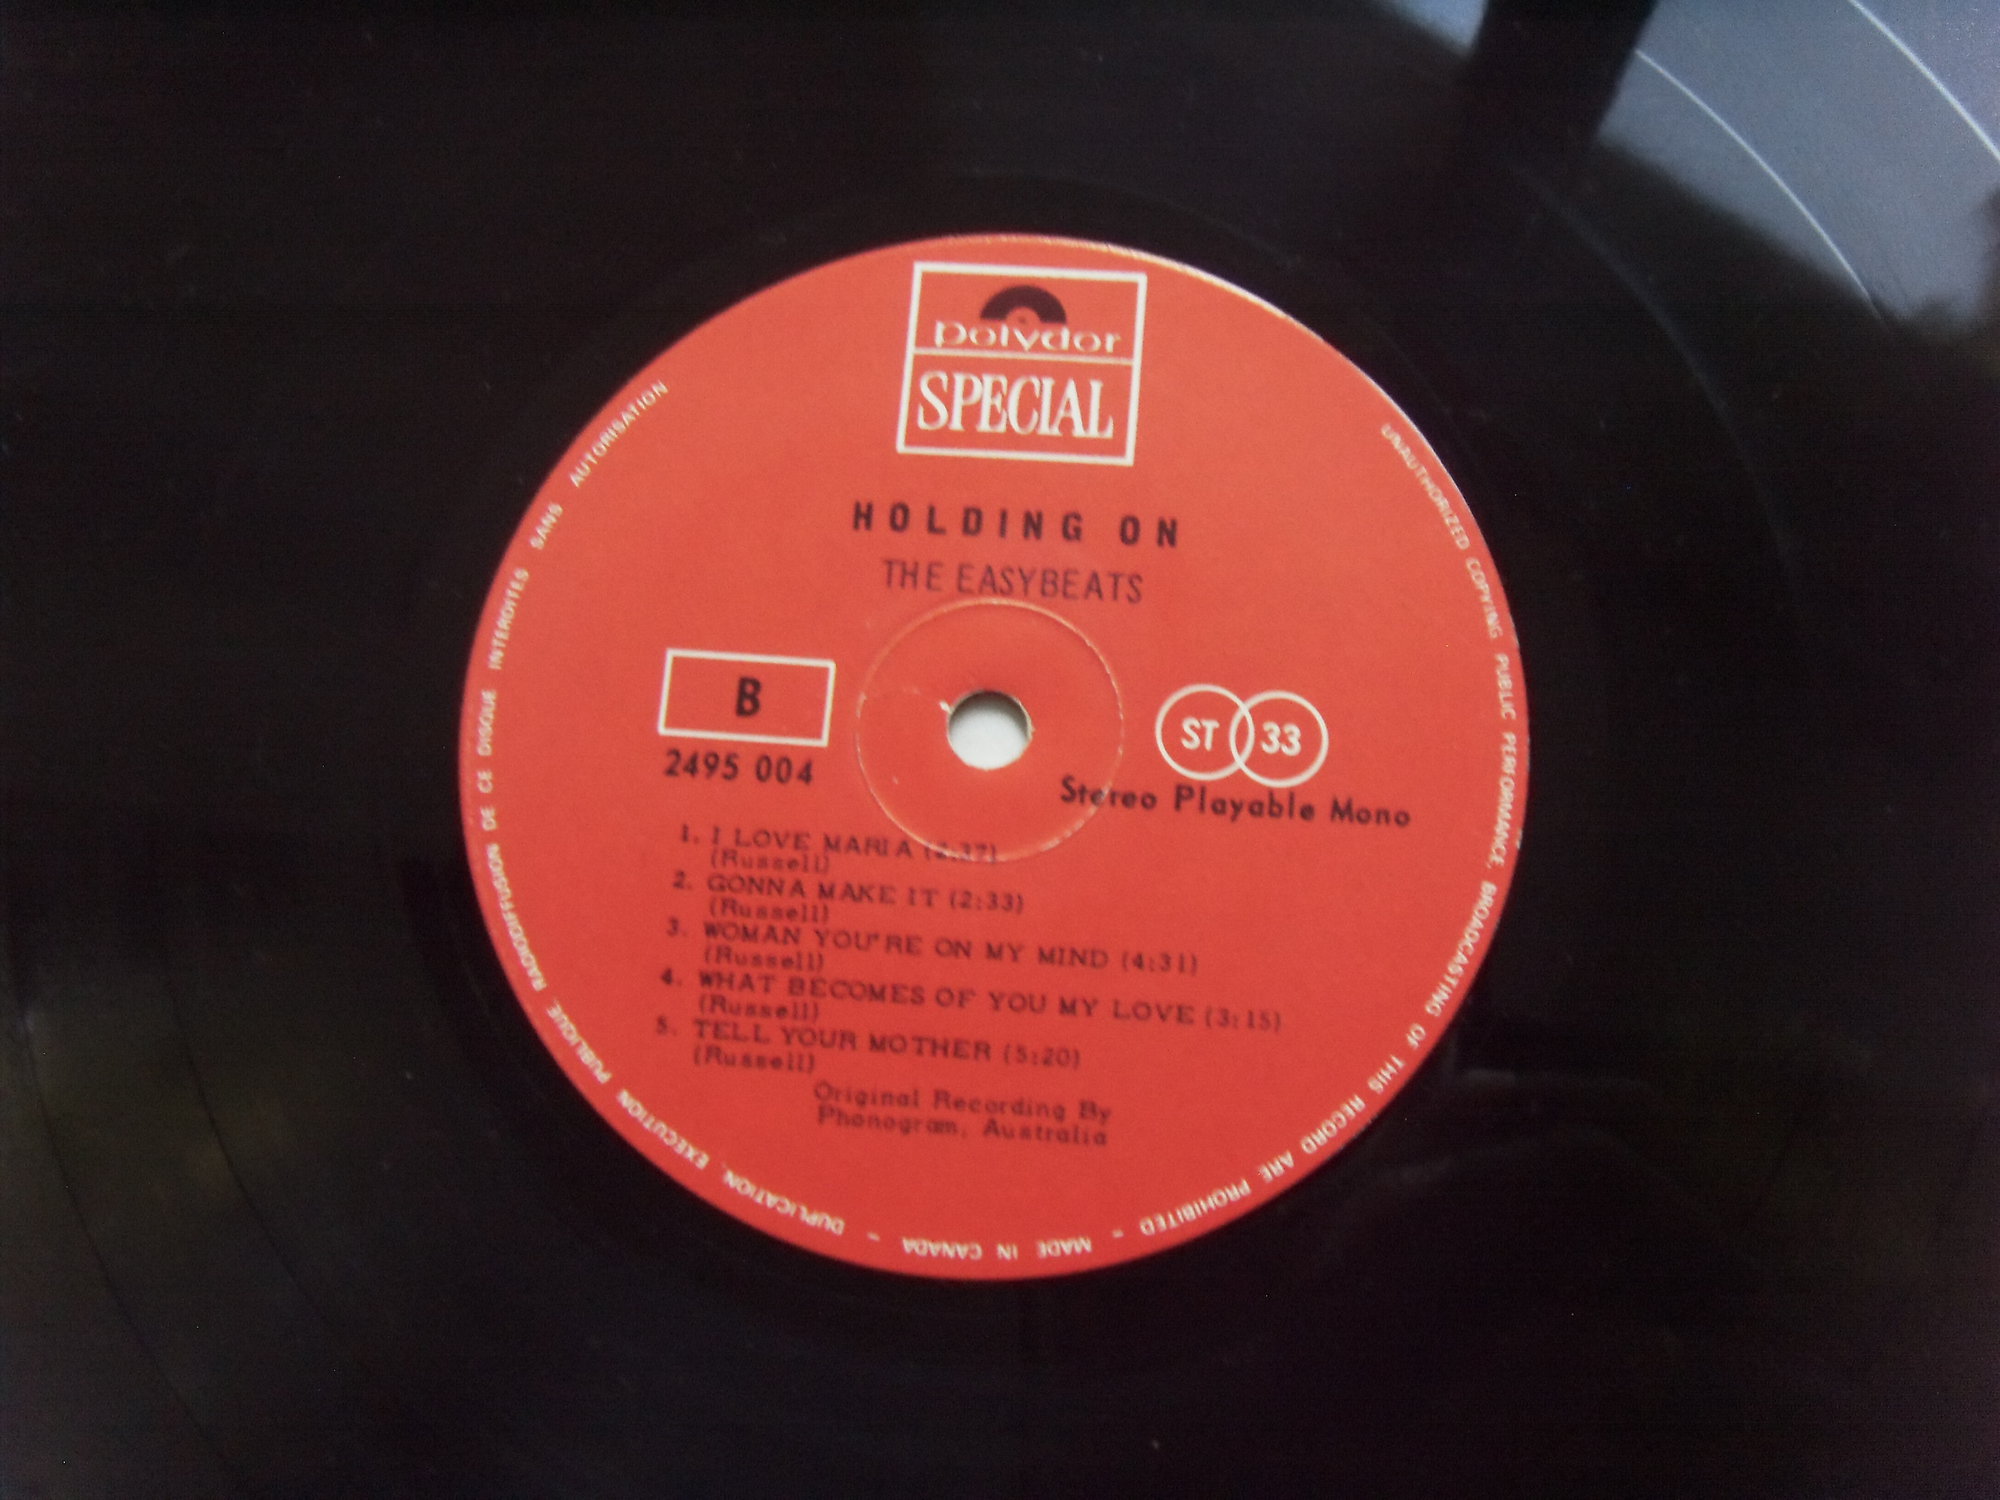 polydor
SPECIAL
HOLDING ON
THE EASYBEATS
B
2495 004
ST 33
Stereo Playable Mono
1. I LOVE MARIA (2:37)
(Russell)
2. GONNA MAKE IT (2:33)
(Russell)
3. WOMAN YOU'RE ON MY MIND (4:31)
(Russell)
4. WHAT BECOMES OF YOU MY LOVE (3:15)
(Russell)
5. TELL YOUR MOTHER (5:20)
(Russell)
Original Recording By
Phonogram, Australia
UNAUTHORIZED COPYING PUBLIC PERFORMANCE, BROADCASTING OF THIS RECORD ARE PROHIBITED – MADE IN CANADA – DUPLICATION, EXECUTION PUBLIQUE, RADIODIFFUSION DE CE DISQUE INTERDITES SANS AUTORISATION